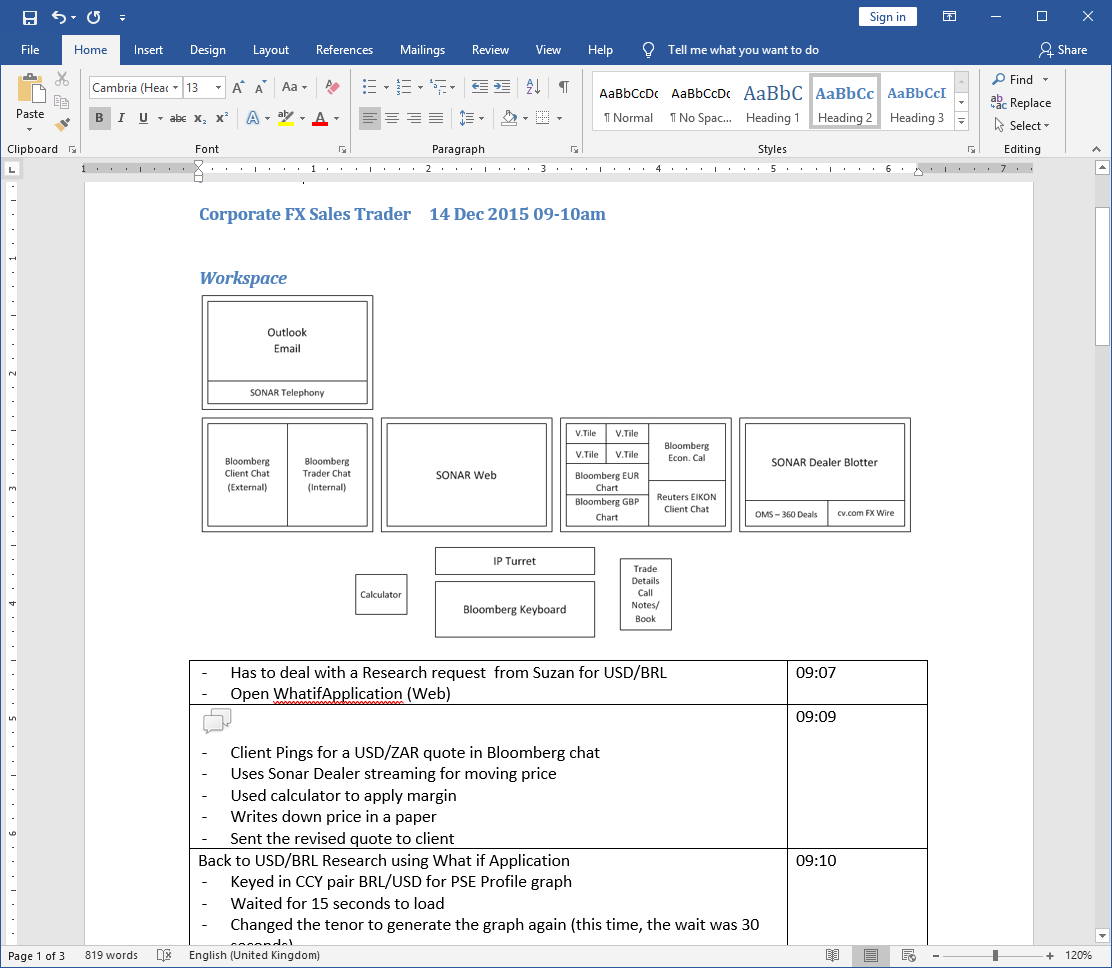 Sign in
File Home Insert Design Layout References Mailings Review View Help Tell me what you want to do Share
Paste
Clipboard
Cambria (Head 13
Font
Paragraph
AaBbCcDc AaBbCcDc AaBbC AaBbCc AaBbCcI
¶ Normal ¶ No Spac... Heading 1 Heading 2 Heading 3
Styles
Find
Replace
Select
Editing
1 1 2 3 4 5 6 7
Corporate FX Sales Trader 14 Dec 2015 09-10am
Workspace
Outlook
Email
SONAR Telephony
Bloomberg
Client Chat
(External)
Bloomberg
Trader Chat
(Internal)
SONAR Web
V.Tile V.Tile
V.Tile V.Tile
Bloomberg EUR
Chart
Bloomberg GBP
Chart
Bloomberg
Econ. Cal
Reuters EIKON
Client Chat
SONAR Dealer Blotter
OMS – 360 Deals
cv.com FX Wire
IP Turret
Calculator
Bloomberg Keyboard
Trade
Details
Call
Notes/
Book
- Has to deal with a Research request from Suzan for USD/BRL 09:07
- Open WhatifApplication (Web)
09:09
- Client Pings for a USD/ZAR quote in Bloomberg chat
- Uses Sonar Dealer streaming for moving price
- Used calculator to apply margin
- Writes down price in a paper
- Sent the revised quote to client
Back to USD/BRL Research using What if Application 09:10
- Keyed in CCY pair BRL/USD for PSE Profile graph
- Waited for 15 seconds to load
- Changed the tenor to generate the graph again (this time, the wait was 30
seconds)
Page 1 of 3 819 words English (United Kingdom) 120%